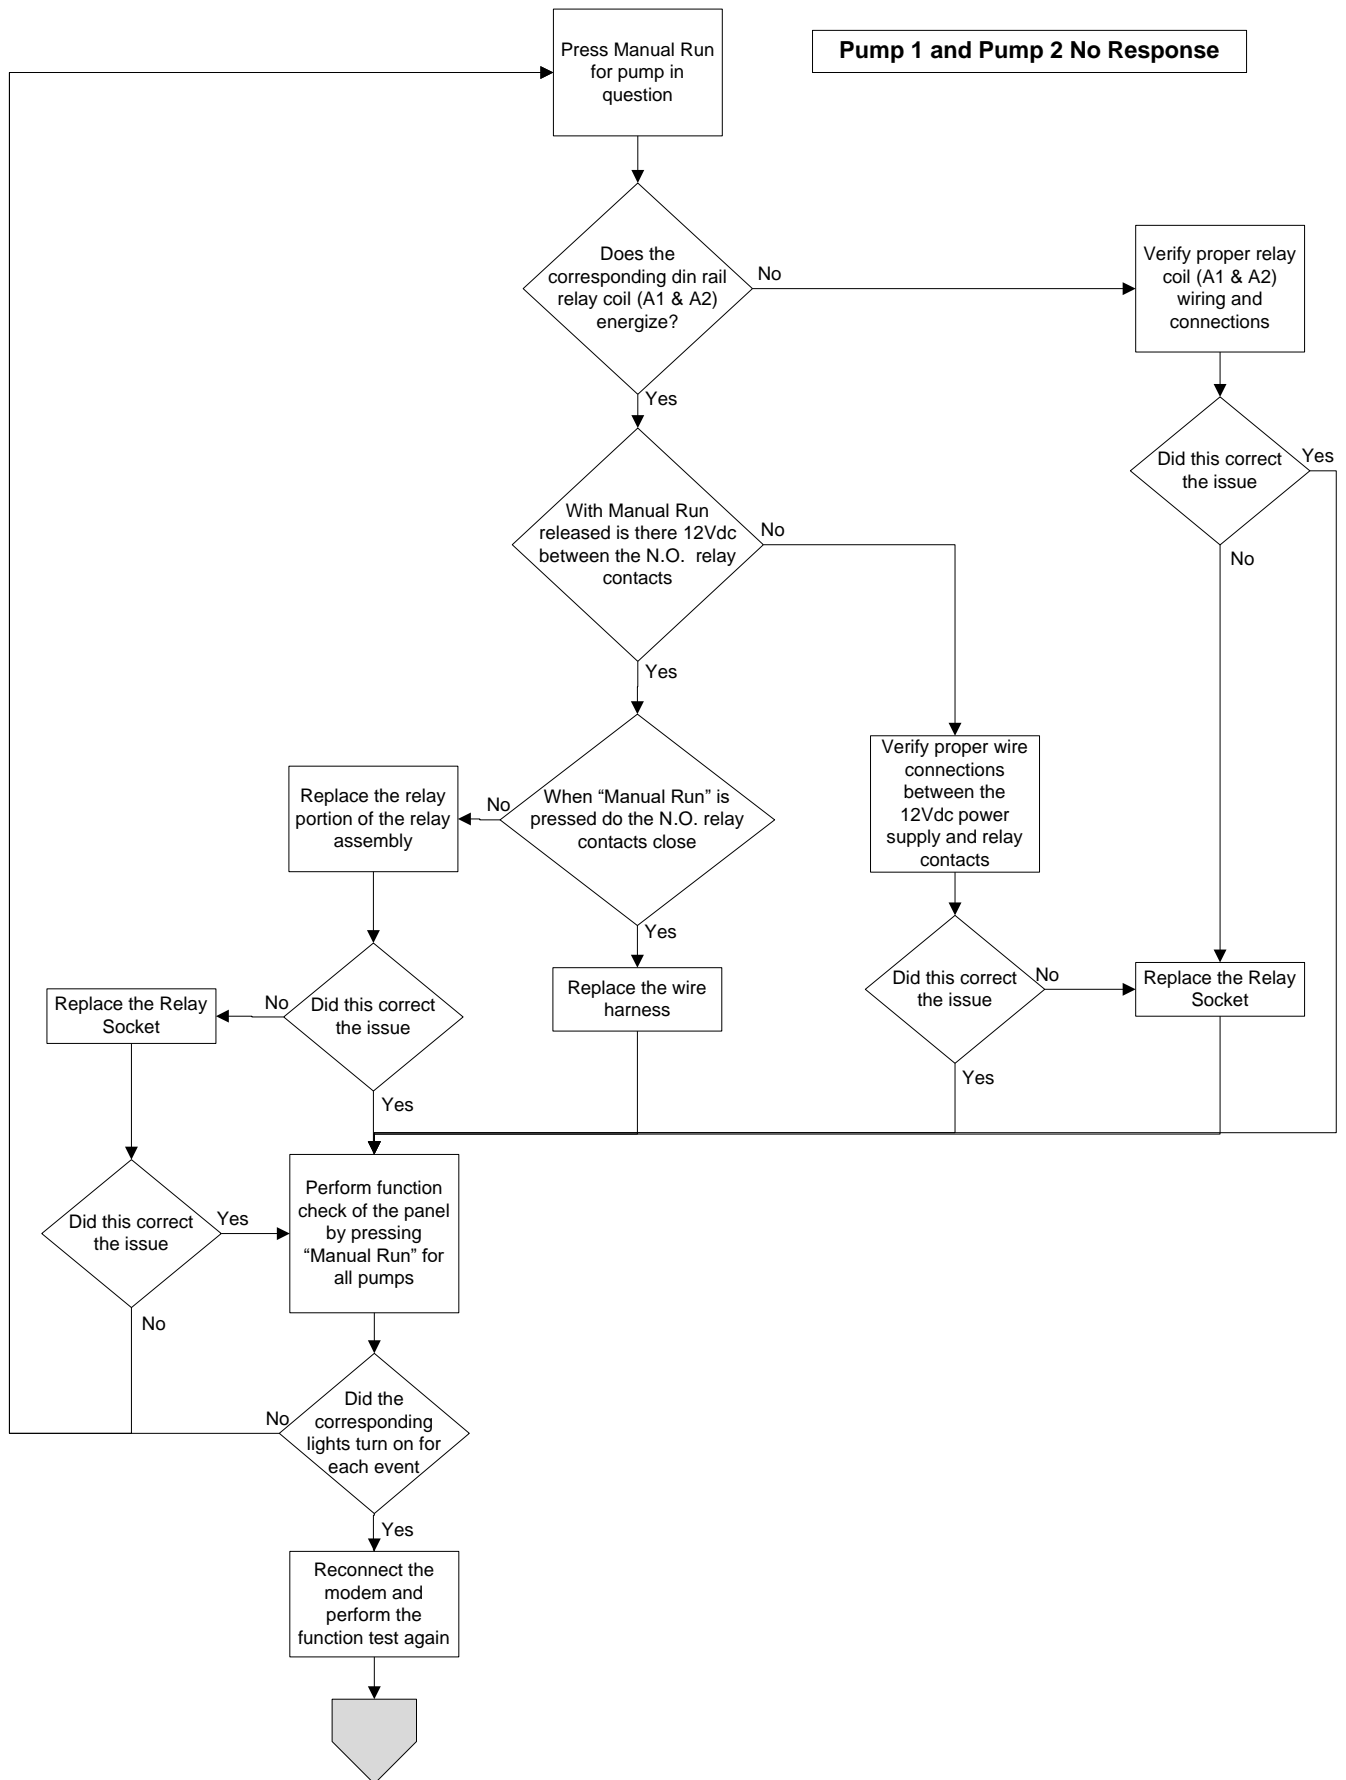 Pump 1 and Pump 2 No Response
Press Manual Run
for pump in
question
Does the
corresponding din rail
relay coil (A1 & A2)
energize?
No
Yes
Verify proper relay
coil (A1 & A2)
wiring and
connections
Did this correct
the issue
Yes
No
With Manual Run
released is there 12Vdc
between the N.O. relay
contacts
No
Yes
When “Manual Run” is
pressed do the N.O. relay
contacts close
No
Yes
Verify proper wire
connections
between the
12Vdc power
supply and relay
contacts
Replace the relay
portion of the relay
assembly
Did this correct
the issue
No
Yes
Replace the wire
harness
Did this correct
the issue
No
Yes
Replace the Relay
Socket
Replace the Relay
Socket
Did this correct
the issue
Yes
No
Perform function
check of the panel
by pressing
“Manual Run” for
all pumps
Did the
corresponding
lights turn on for
each event
No
Yes
Reconnect the
modem and
perform the
function test again